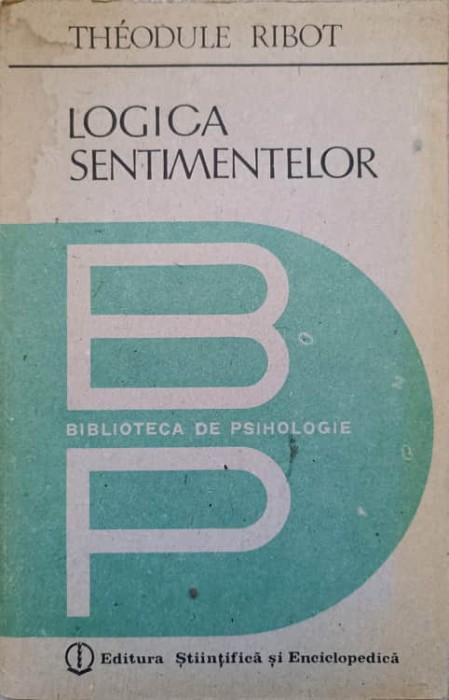 THÉODULE RIBOT
LOGICA
SENTIMENTELOR
B
BIBLIOTECA DE PSIHOLOGIE
P
Editura Științifică și Enciclopedică